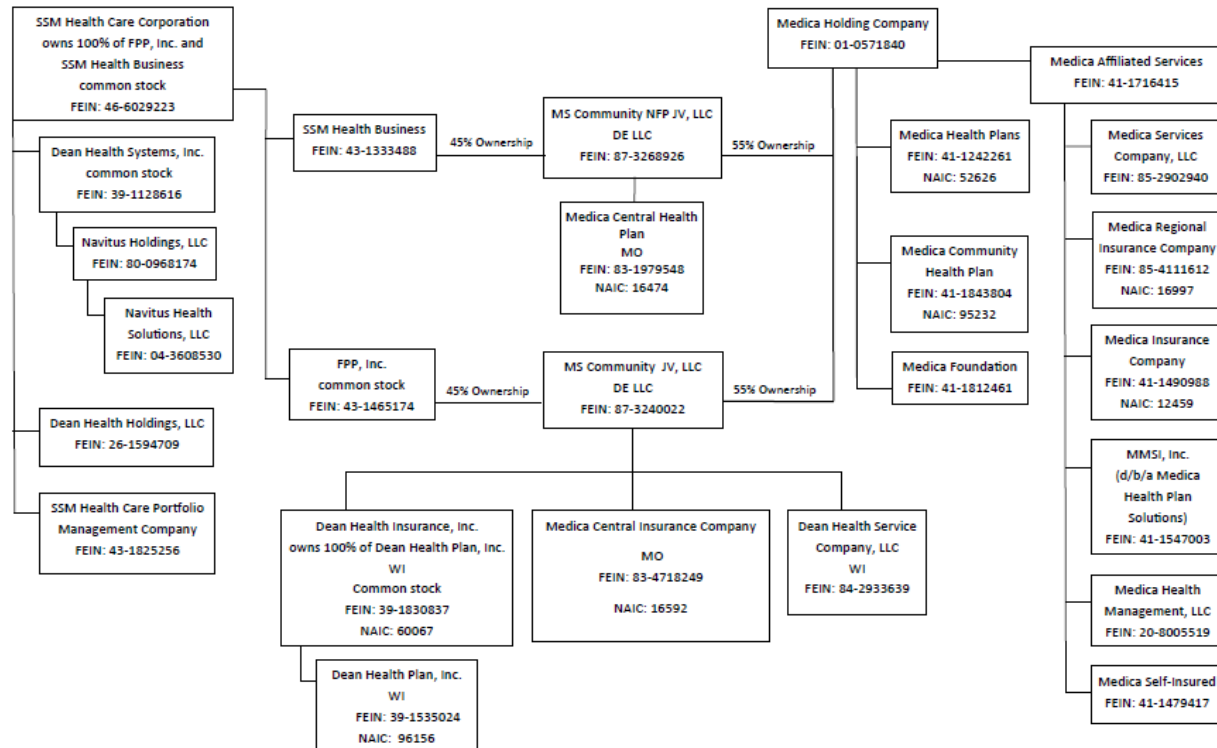 SSM Health Care Corporation
owns 100% of FPP, Inc. and
SSM Health Business
common stock
FEIN: 46-6029223
Dean Health Systems, Inc.
common stock
FEIN: 39-1128616
Navitus Holdings, LLC
FEIN: 80-0968174
Navitus Health
Solutions, LLC
FEIN: 04-3608530
Dean Health Holdings, LLC
FEIN: 26-1594709
SSM Health Care Portfolio
Management Company
FEIN: 43-1825256
SSM Health Business
FEIN: 43-1333488
45% Ownership
MS Community NFP JV, LLC
DE LLC
FEIN: 87-3268926
55% Ownership
Medica Central Health
Plan
MO
FEIN: 83-1979548
NAIC: 16474
FPP, Inc.
common stock
FEIN: 43-1465174
45% Ownership
MS Community JV, LLC
DE LLC
FEIN: 87-3240022
55% Ownership
Dean Health Insurance, Inc.
owns 100% of Dean Health Plan, Inc.
WI
Common stock
FEIN: 39-1830837
NAIC: 60067
Dean Health Plan, Inc.
WI
FEIN: 39-1535024
NAIC: 96156
Medica Central Insurance Company
MO
FEIN: 83-4718249
NAIC: 16592
Dean Health Service
Company, LLC
WI
FEIN: 84-2933639
Medica Holding Company
FEIN: 01-0571840
Medica Health Plans
FEIN: 41-1242261
NAIC: 52626
Medica Community
Health Plan
FEIN: 41-1843804
NAIC: 95232
Medica Foundation
FEIN: 41-1812461
Medica Affiliated Services
FEIN: 41-1716415
Medica Services
Company, LLC
FEIN: 85-2902940
Medica Regional
Insurance Company
FEIN: 85-4111612
NAIC: 16997
Medica Insurance
Company
FEIN: 41-1490988
NAIC: 12459
MMSI, Inc.
(d/b/a Medica
Health Plan
Solutions)
FEIN: 41-1547003
Medica Health
Management, LLC
FEIN: 20-8005519
Medica Self-Insured
FEIN: 41-1479417